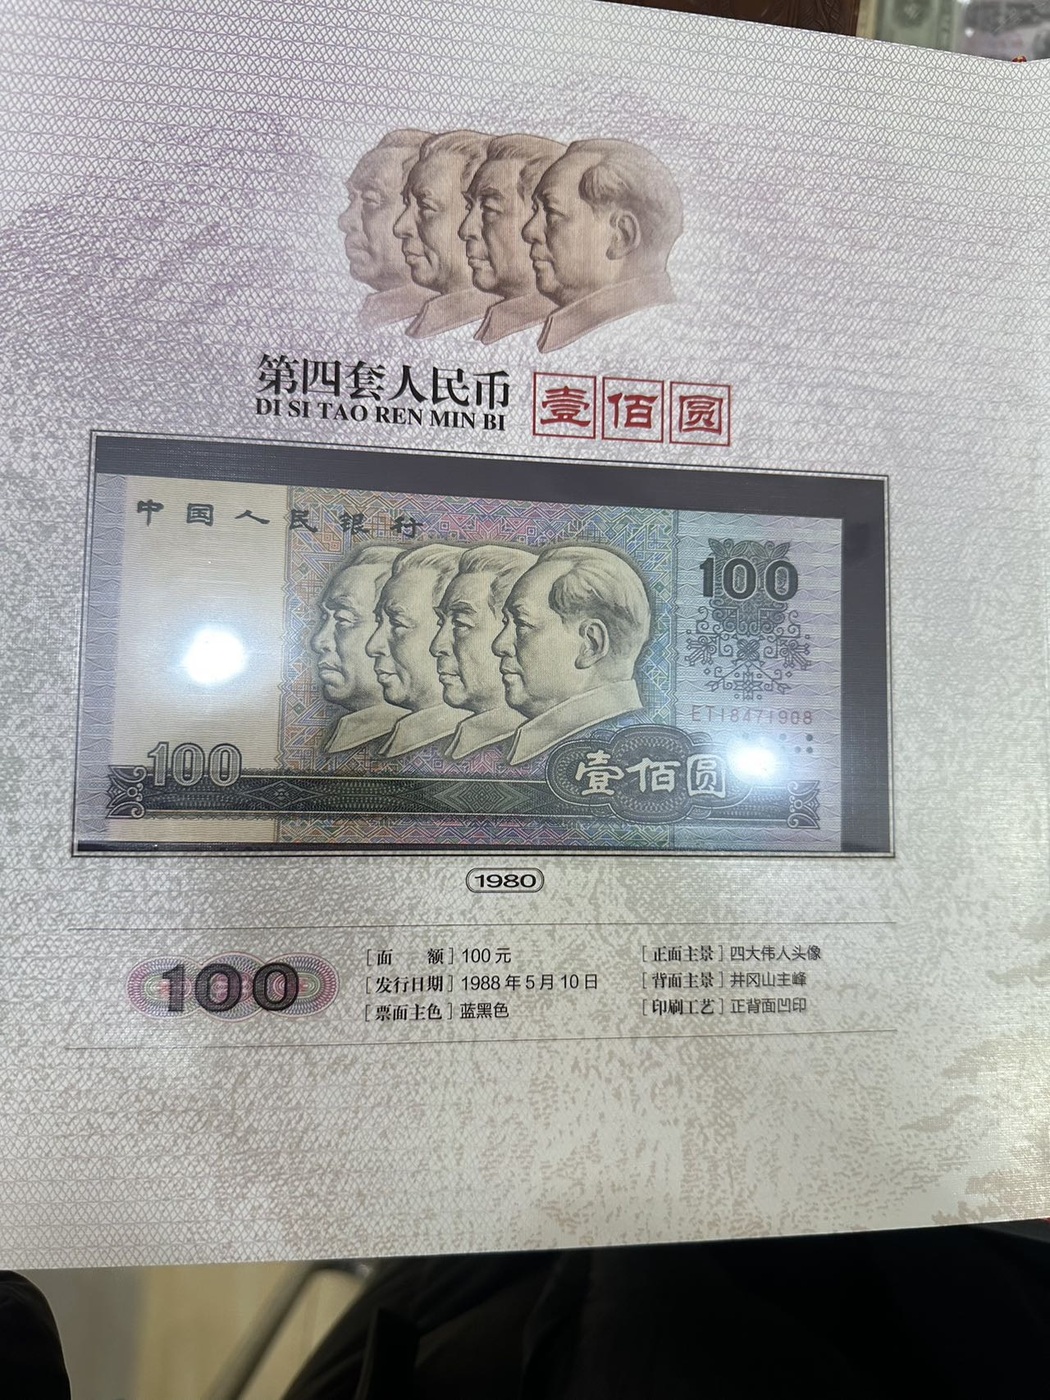 第四套人民币 壹佰圆
DI SI TAO REN MIN BI
中国人民银行
100
ET18471908
100
壹佰圆
1980
100
[面 额] 100元
[发行日期] 1988年5月10日
[票面主色] 蓝黑色
[正面主景] 四大伟人头像
[背面主景] 井冈山主峰
[印刷工艺] 正背面凹印